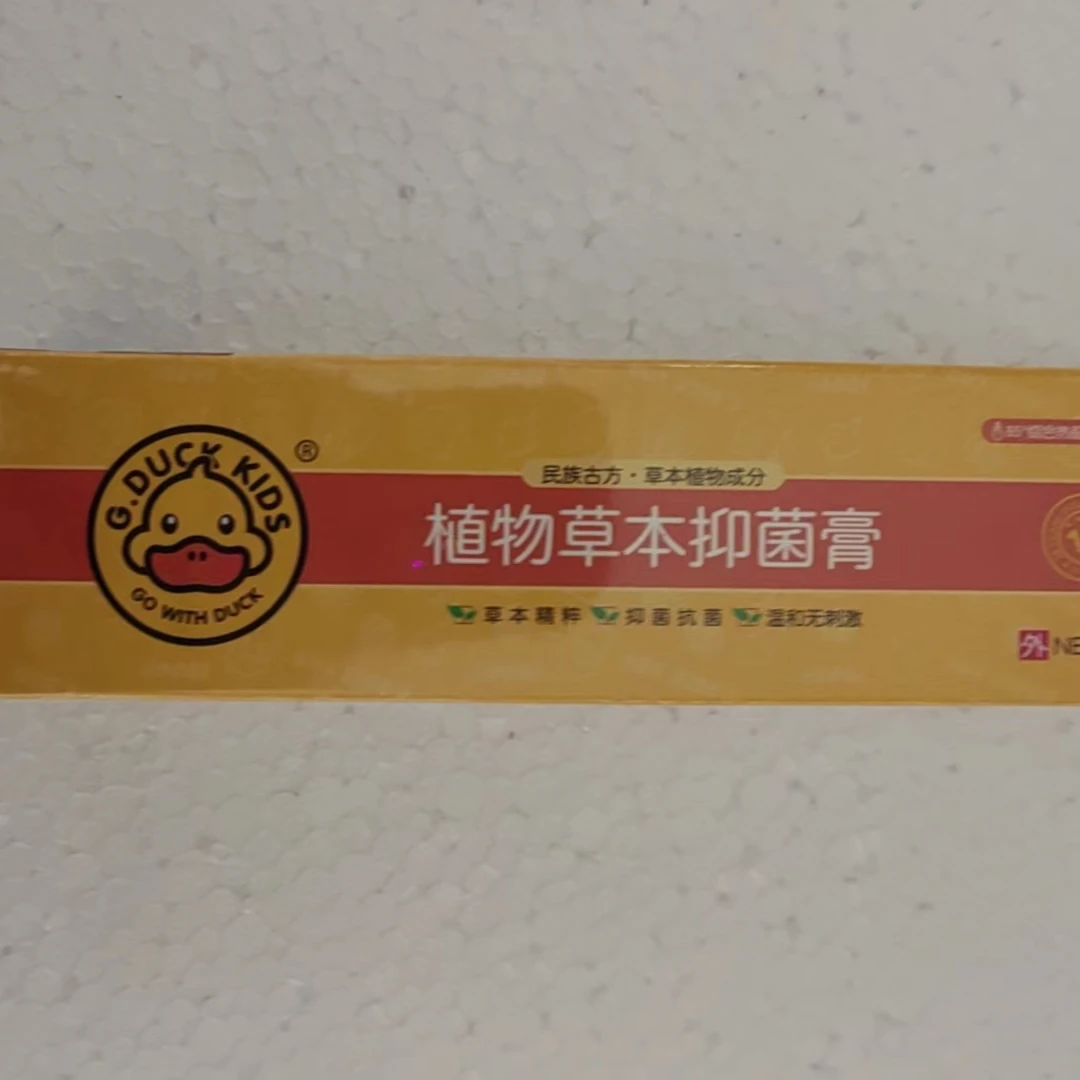 G.DUCK KIDS
®
GO WITH DUCK
民族古方·草本植物成分
植物草本抑菌膏
草本精粹 抑菌抗菌 温和无刺激
外 NE